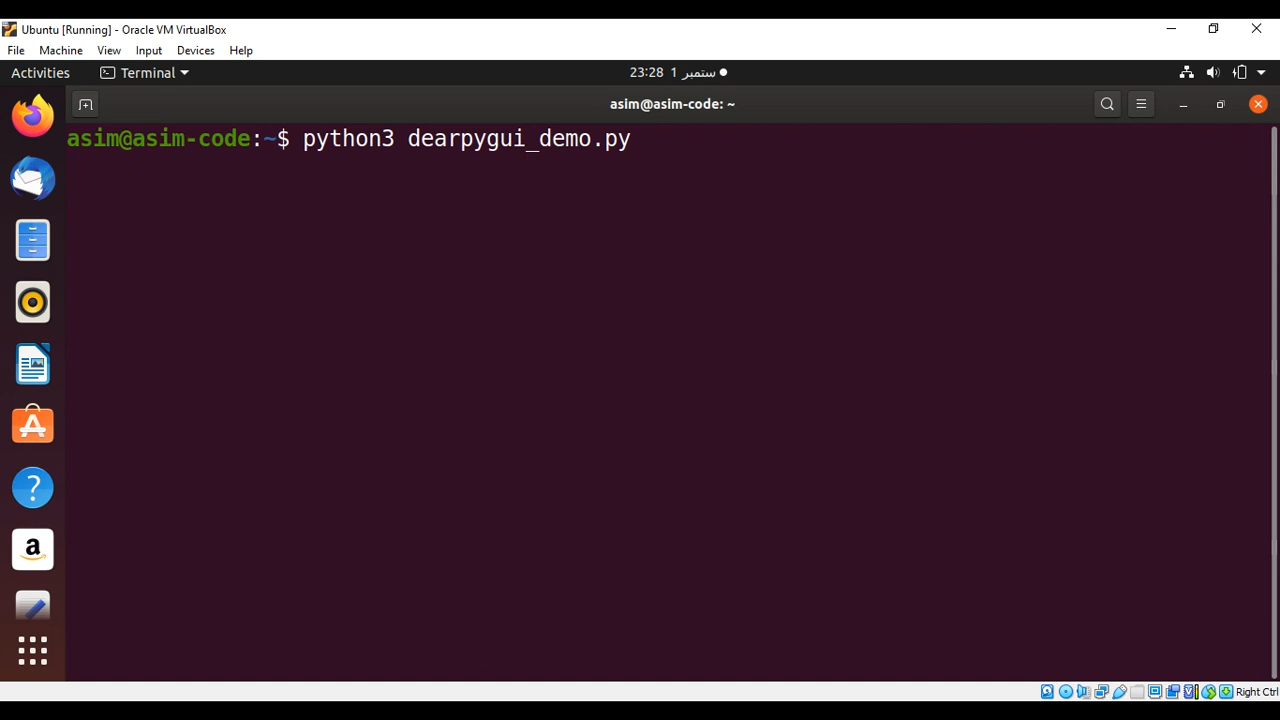 Ubuntu [Running] - Oracle VM VirtualBox
File Machine View Input Devices Help
Activities Terminal 23:28 1 ستمبر
asim@asim-code: ~
asim@asim-code:~$ python3 dearpygui_demo.py
Right Ctrl